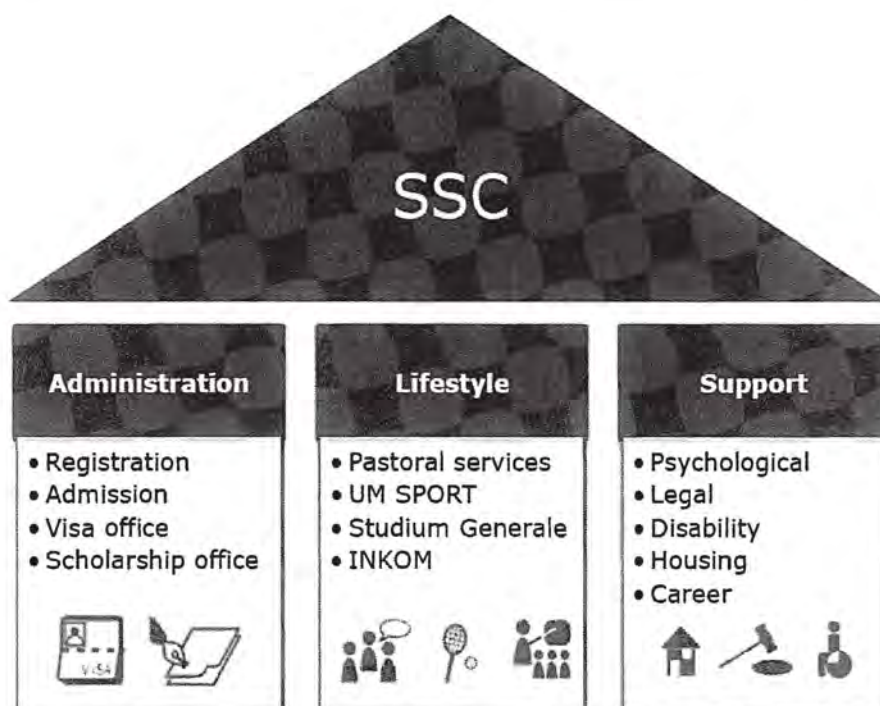 SSC
Administration
• Registration
• Admission
• Visa office
• Scholarship office
VISA
Lifestyle
• Pastoral services
• UM SPORT
• Studium Generale
• INKOM
Support
• Psychological
• Legal
• Disability
• Housing
• Career